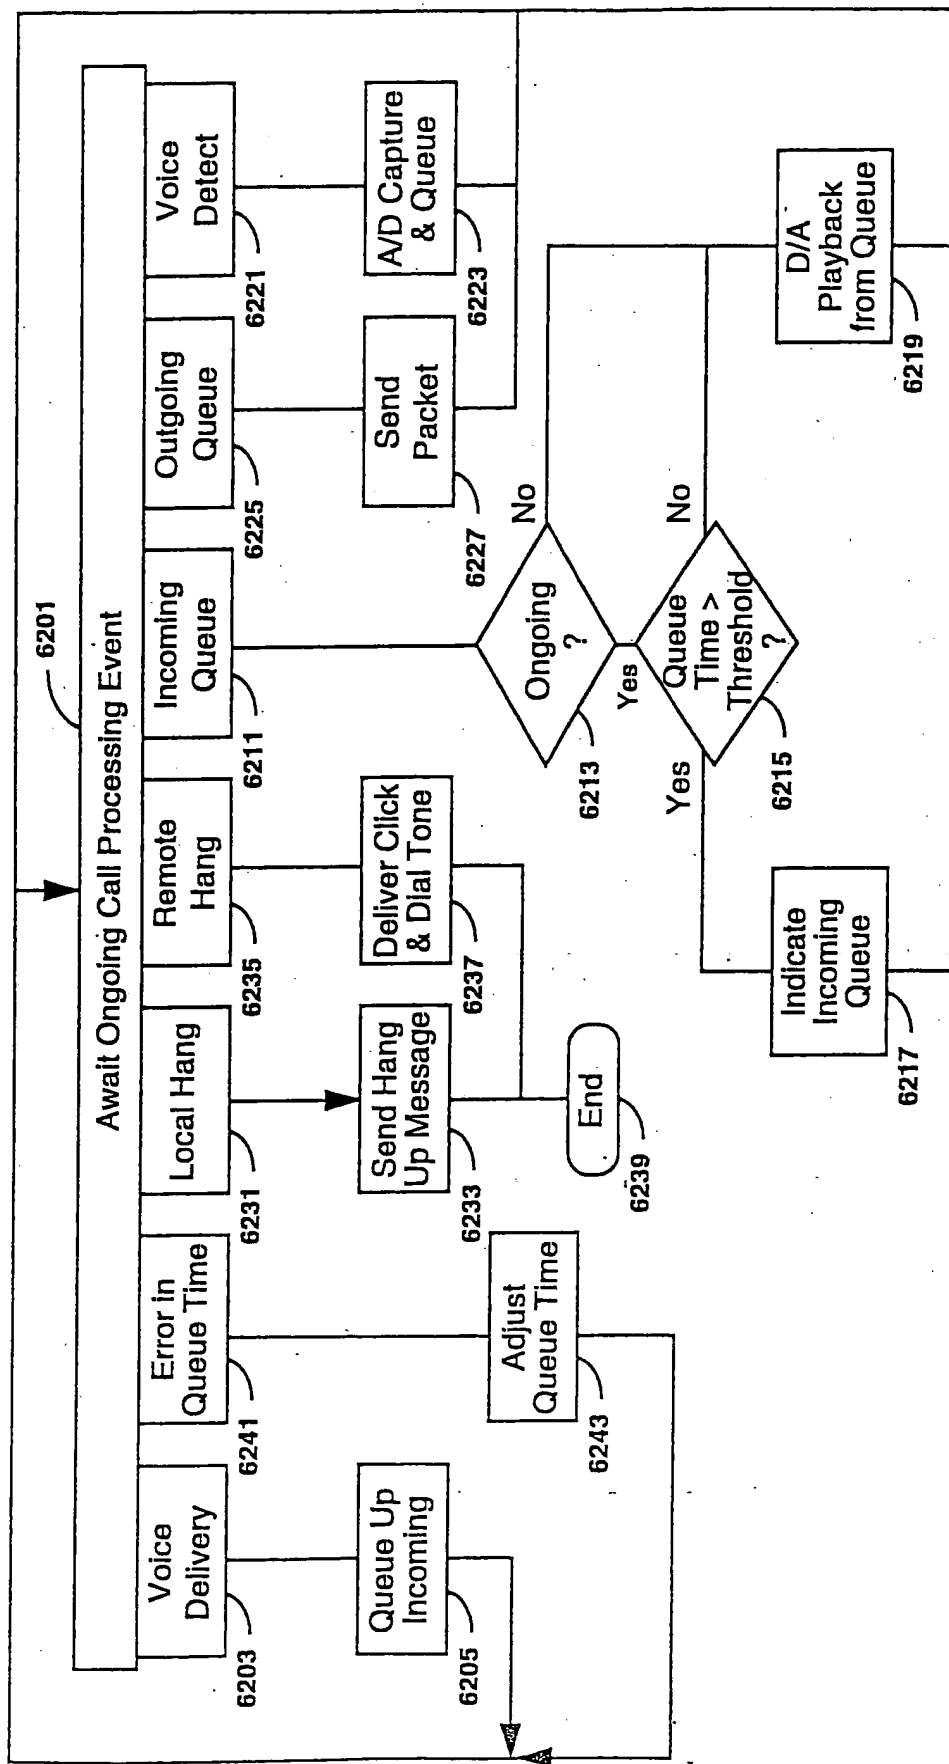 6201
Await Ongoing Call Processing Event
Voice
Delivery
6203
Error in
Queue Time
6241
Local Hang
6231
Remote
Hang
6235
Incoming
Queue
6211
Outgoing
Queue
6225
Voice
Detect
6221
Queue Up
Incoming
6205
Send Hang
Up Message
6233
Deliver Click
& Dial Tone
6237
Send
Packet
6227
A/D Capture
& Queue
6223
Adjust
Queue Time
6243
End
6239
Ongoing
?
6213
No
Yes
Queue
Time >
Threshold
?
6215
Yes
No
Indicate
Incoming
Queue
6217
D/A
Playback
from Queue
6219